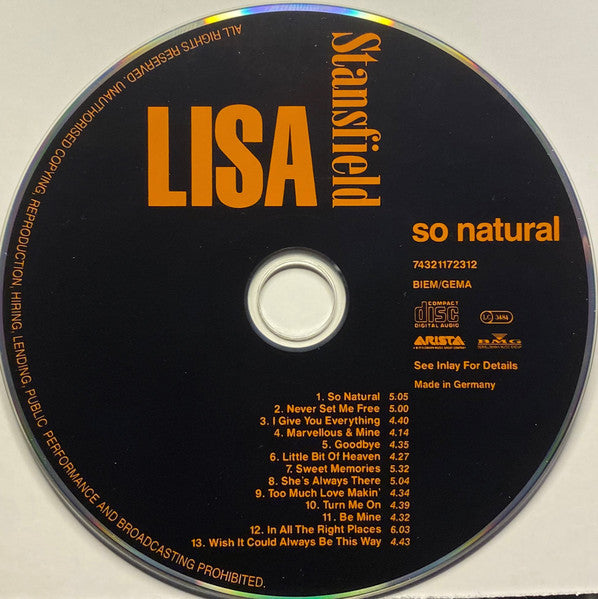 LISA
Stansfield
so natural
74321172312
BIEM/GEMA
COMPACT
disc
DIGITAL AUDIO
LC 3484
ARISTA
BMG
See Inlay For Details
Made in Germany
1. So Natural 5.05
2. Never Set Me Free 5.00
3. I Give You Everything 4.40
4. Marvellous & Mine 4.14
5. Goodbye 4.35
6. Little Bit Of Heaven 4.27
7. Sweet Memories 5.32
8. She's Always There 5.04
9. Too Much Love Makin' 4.34
10. Turn Me On 4.39
11. Be Mine 4.32
12. In All The Right Places 6.03
13. Wish It Could Always Be This Way 4.43
ALL RIGHTS RESERVED. UNAUTHORISED COPYING, REPRODUCTION, HIRING, LENDING, PUBLIC PERFORMANCE AND BROADCASTING PROHIBITED.